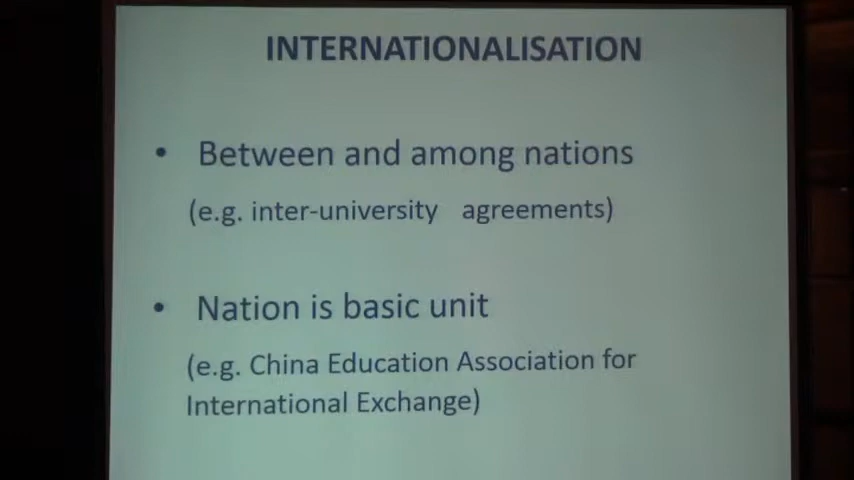 INTERNATIONALISATION
• Between and among nations
(e.g. inter-university agreements)
• Nation is basic unit
(e.g. China Education Association for
International Exchange)